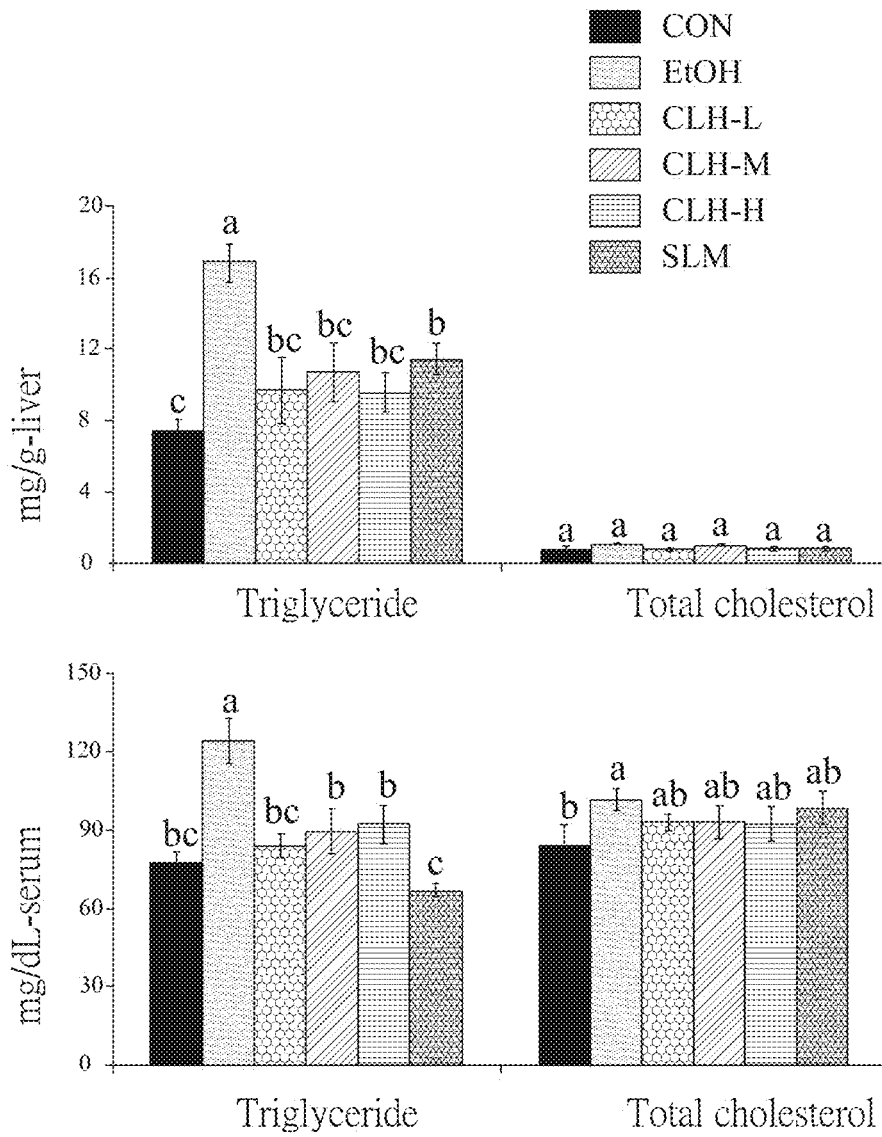 CON
EtOH
CLH-L
CLH-M
CLH-H
SLM
mg/g-liver
20
16
12
8
4
0
c a bc bc bc b
a a a a a a
Triglyceride Total cholesterol
mg/dL-serum
150
120
90
60
30
0
bc a bc b b c
b a ab ab ab ab
Triglyceride Total cholesterol